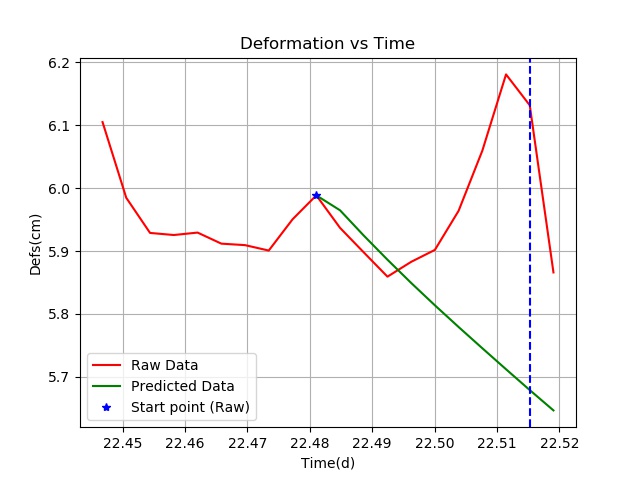 Deformation vs Time
Defs(cm)
6.2
6.1
6.0
5.9
5.8
5.7
Raw Data
Predicted Data
Start point (Raw)
22.45 22.46 22.47 22.48 22.49 22.50 22.51 22.52
Time(d)